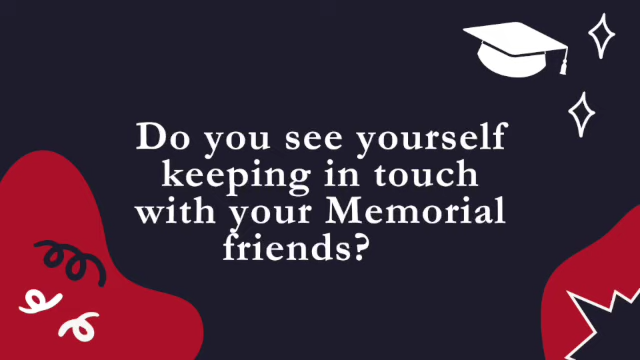 Do you see yourself
keeping in touch
with your Memorial
friends?